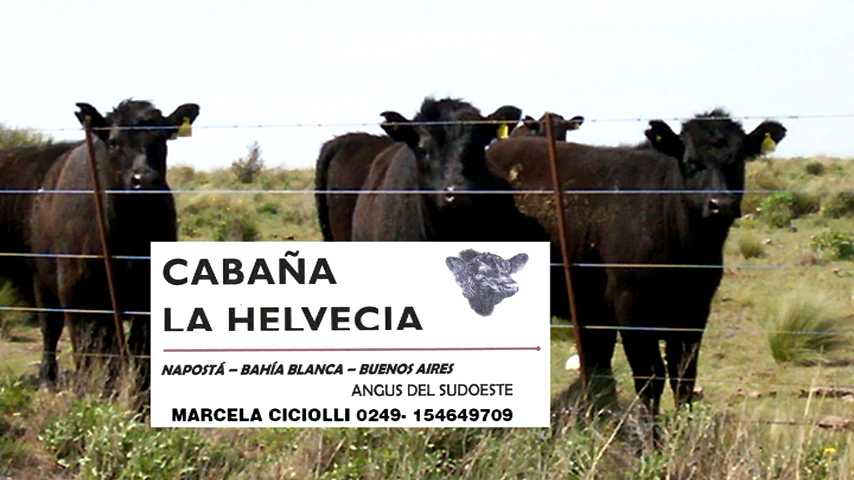 CABAÑA
LA HELVECIA
NAPOSTÁ – BAHÍA BLANCA – BUENOS AIRES
ANGUS DEL SUDOESTE
MARCELA CICIOLLI 0249- 154649709